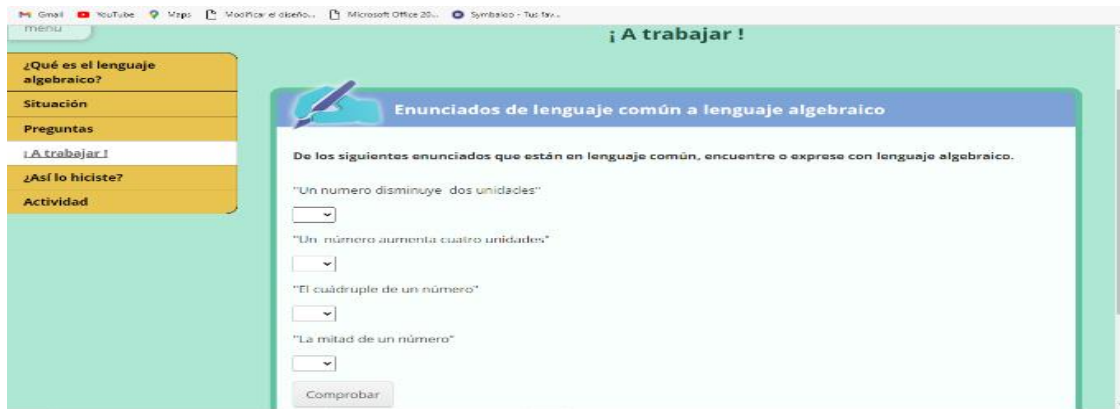 Gmail YouTube Maps Modificar el diseño... Microsoft Office 20... Symbaloo - Tus fav...
menu
¡ A trabajar !
¿Qué es el lenguaje
algebraico?
Situación
Preguntas
¡ A trabajar !
¿Así lo hiciste?
Actividad
Enunciados de lenguaje común a lenguaje algebraico
De los siguientes enunciados que están en lenguaje común, encuentre o exprese con lenguaje algebraico.
"Un numero disminuye dos unidades"
"Un número aumenta cuatro unidades"
"El cuádruple de un número"
"La mitad de un número"
Comprobar